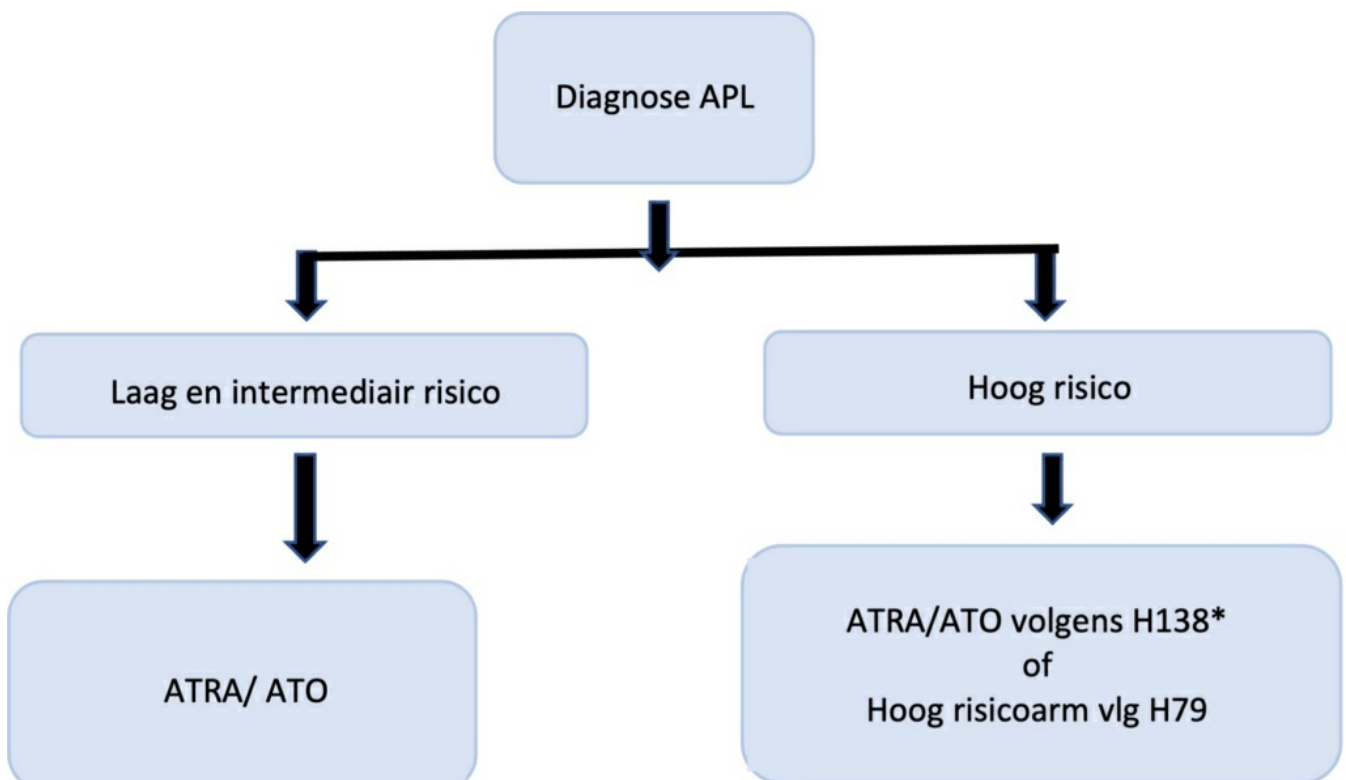 Diagnose APL
Laag en intermediair risico
Hoog risico
ATRA/ ATO
ATRA/ATO volgens H138*
of
Hoog risicoarm vlg H79